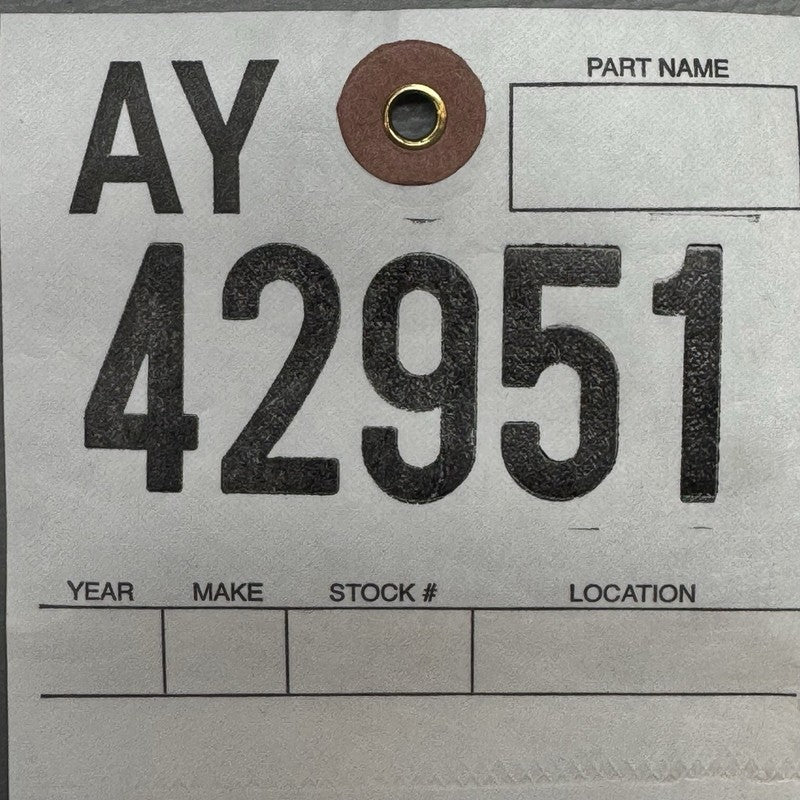 AY
PART NAME
42951
YEAR MAKE STOCK # LOCATION